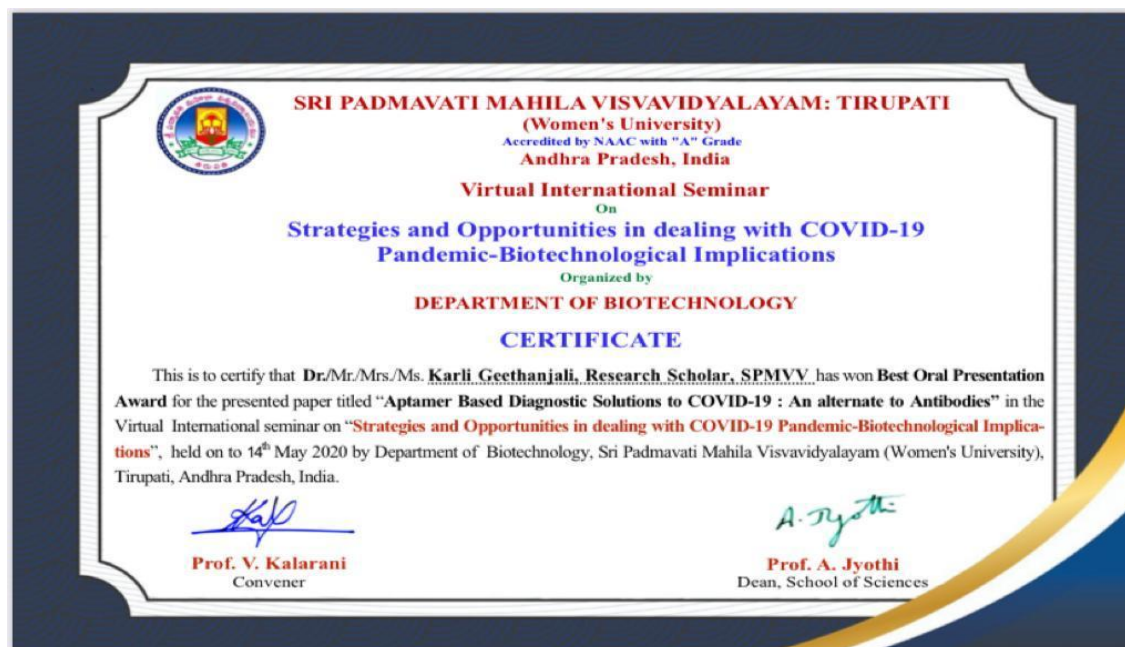 SRI PADMAVATI MAHILA VISVAVIDYALAYAM: TIRUPATI
(Women's University)
Accredited by NAAC with "A" Grade
Andhra Pradesh, India
Virtual International Seminar
On
Strategies and Opportunities in dealing with COVID-19
Pandemic-Biotechnological Implications
Organized by
DEPARTMENT OF BIOTECHNOLOGY
CERTIFICATE
This is to certify that Dr./Mr./Mrs./Ms. Karli Geethanjali, Research Scholar, SPMVV has won Best Oral Presentation
Award for the presented paper titled “Aptamer Based Diagnostic Solutions to COVID-19 : An alternate to Antibodies” in the
Virtual International seminar on “Strategies and Opportunities in dealing with COVID-19 Pandemic-Biotechnological Implica-
tions”, held on to 14th May 2020 by Department of Biotechnology, Sri Padmavati Mahila Visvavidyalayam (Women's University),
Tirupati, Andhra Pradesh, India.
A. Jyothi
Prof. V. Kalarani
Convener
Prof. A. Jyothi
Dean, School of Sciences